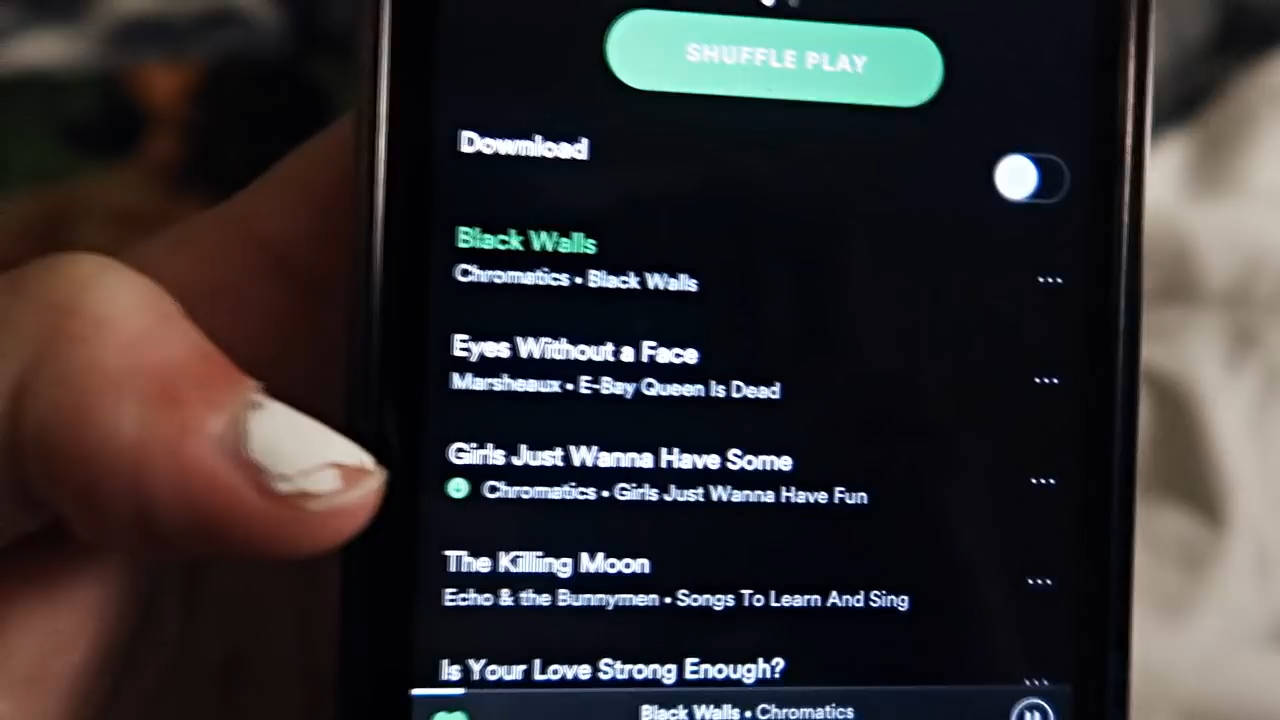 SHUFFLE PLAY
Download
Black Walls
Chromatics • Black Walls
Eyes Without a Face
Marsheaux • E-Bay Queen Is Dead
Girls Just Wanna Have Some
Chromatics • Girls Just Wanna Have Fun
The Killing Moon
Echo & the Bunnymen • Songs To Learn And Sing
Is Your Love Strong Enough?
Black Walls • Chromatics